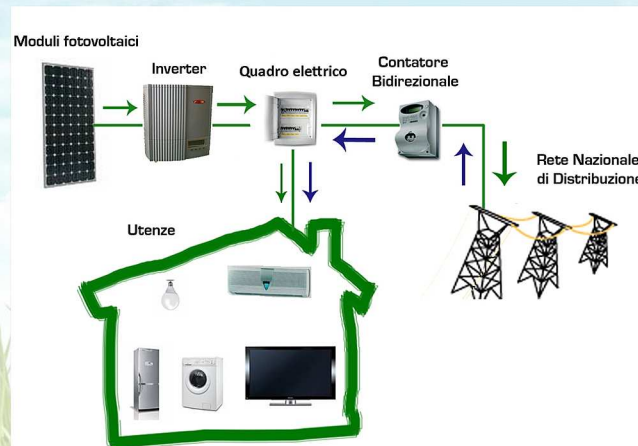 Moduli fotovoltaici
Inverter
Quadro elettrico
Contatore
Bidirezionale
Rete Nazionale
di Distribuzione
Utenze